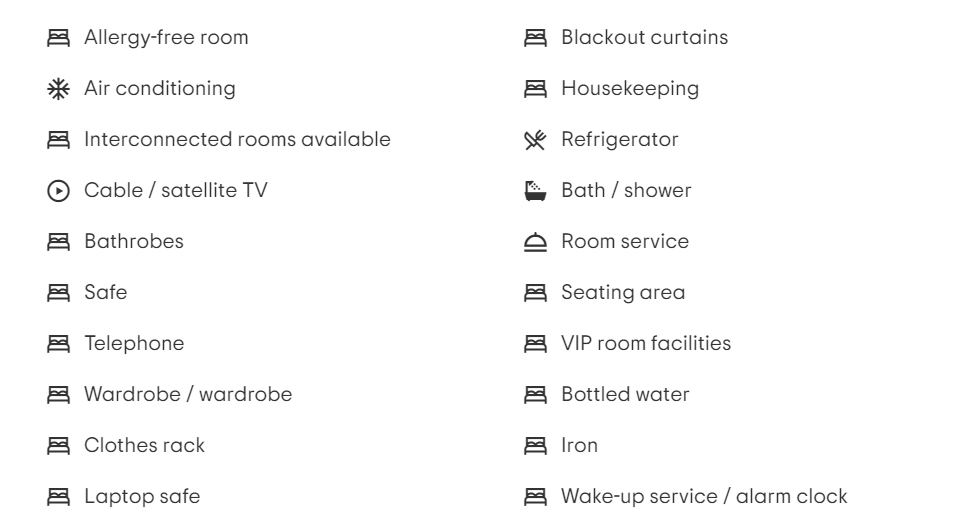 Allergy-free room
Blackout curtains
Air conditioning
Housekeeping
Interconnected rooms available
Refrigerator
Cable / satellite TV
Bath / shower
Bathrobes
Room service
Safe
Seating area
Telephone
VIP room facilities
Wardrobe / wardrobe
Bottled water
Clothes rack
Iron
Laptop safe
Wake-up service / alarm clock